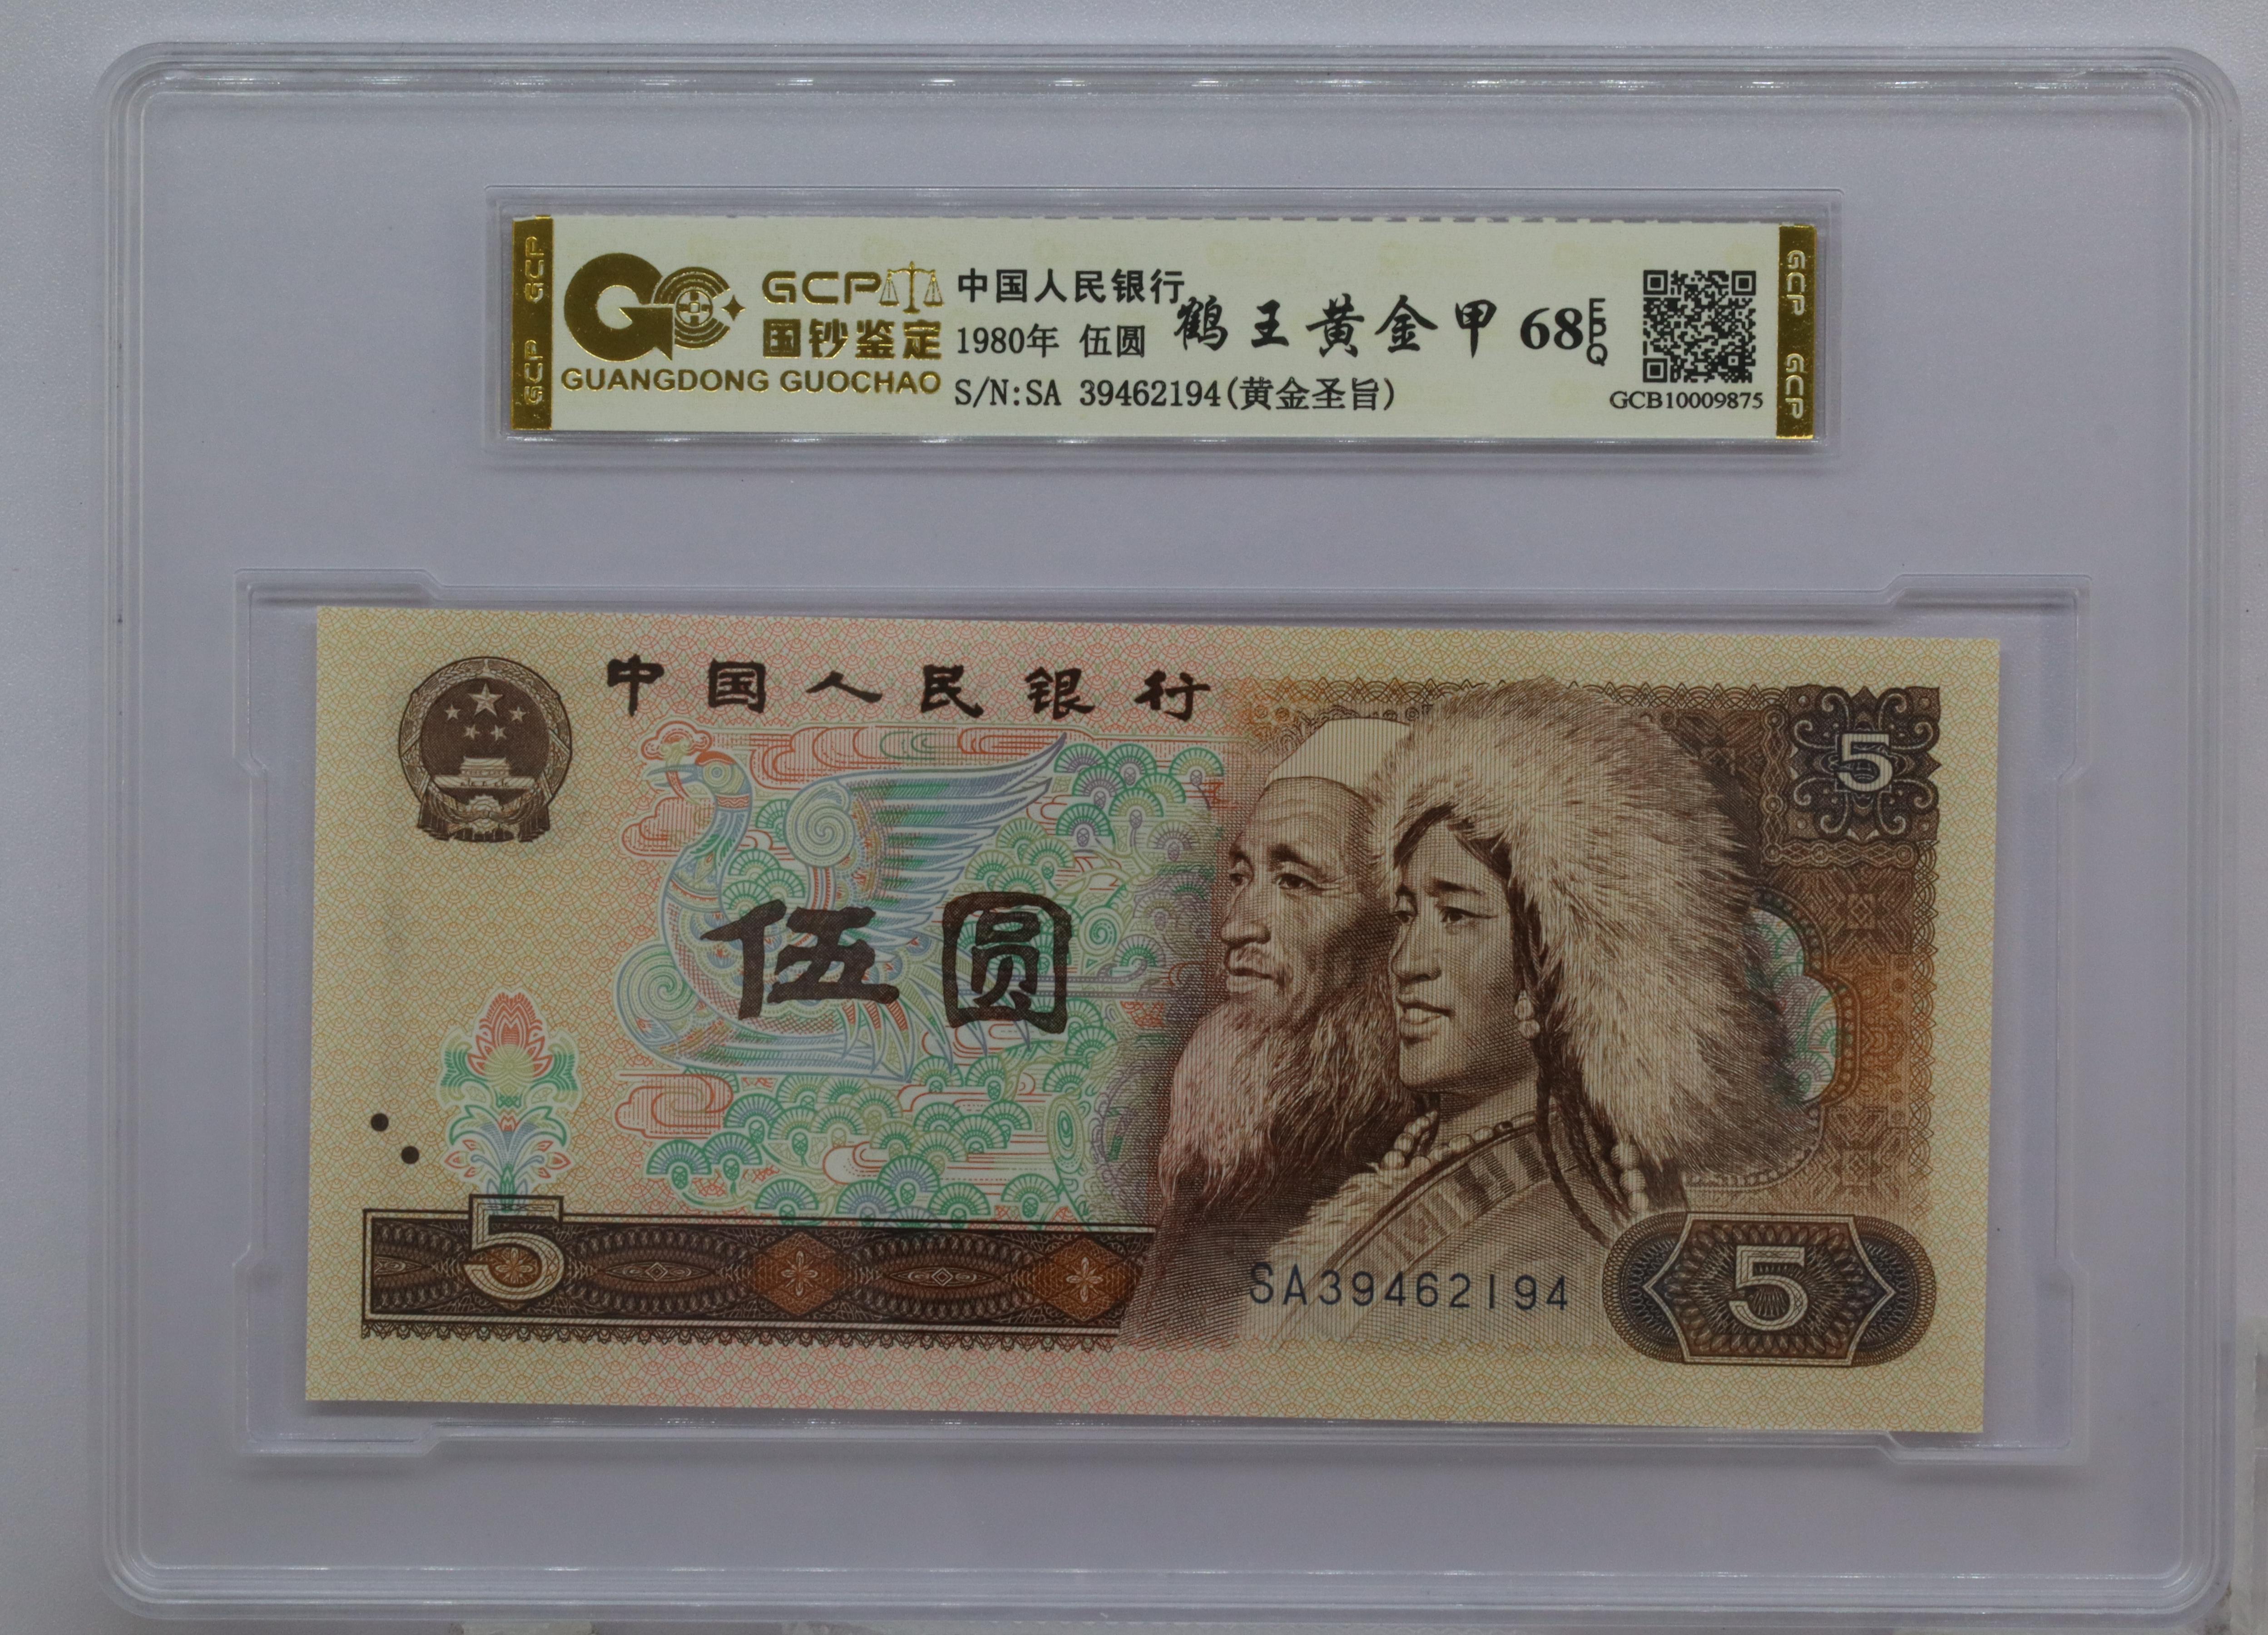 GCP GCP
GCP
国钞鉴定
GUANGDONG GUOCHAO
中国人民银行
1980年 伍圆
S/N:SA 39462194(黄金圣旨)
鹤王黄金甲 68 EPQ
GCB10009875
GCP GCP
中国人民银行
5
伍圆
5
SA39462194
5